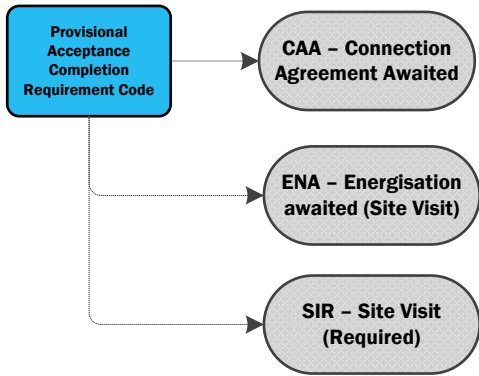 Provisional
Acceptance
Completion
Requirement Code
CAA – Connection
Agreement Awaited
ENA – Energisation
awaited (Site Visit)
SIR – Site Visit
(Required)